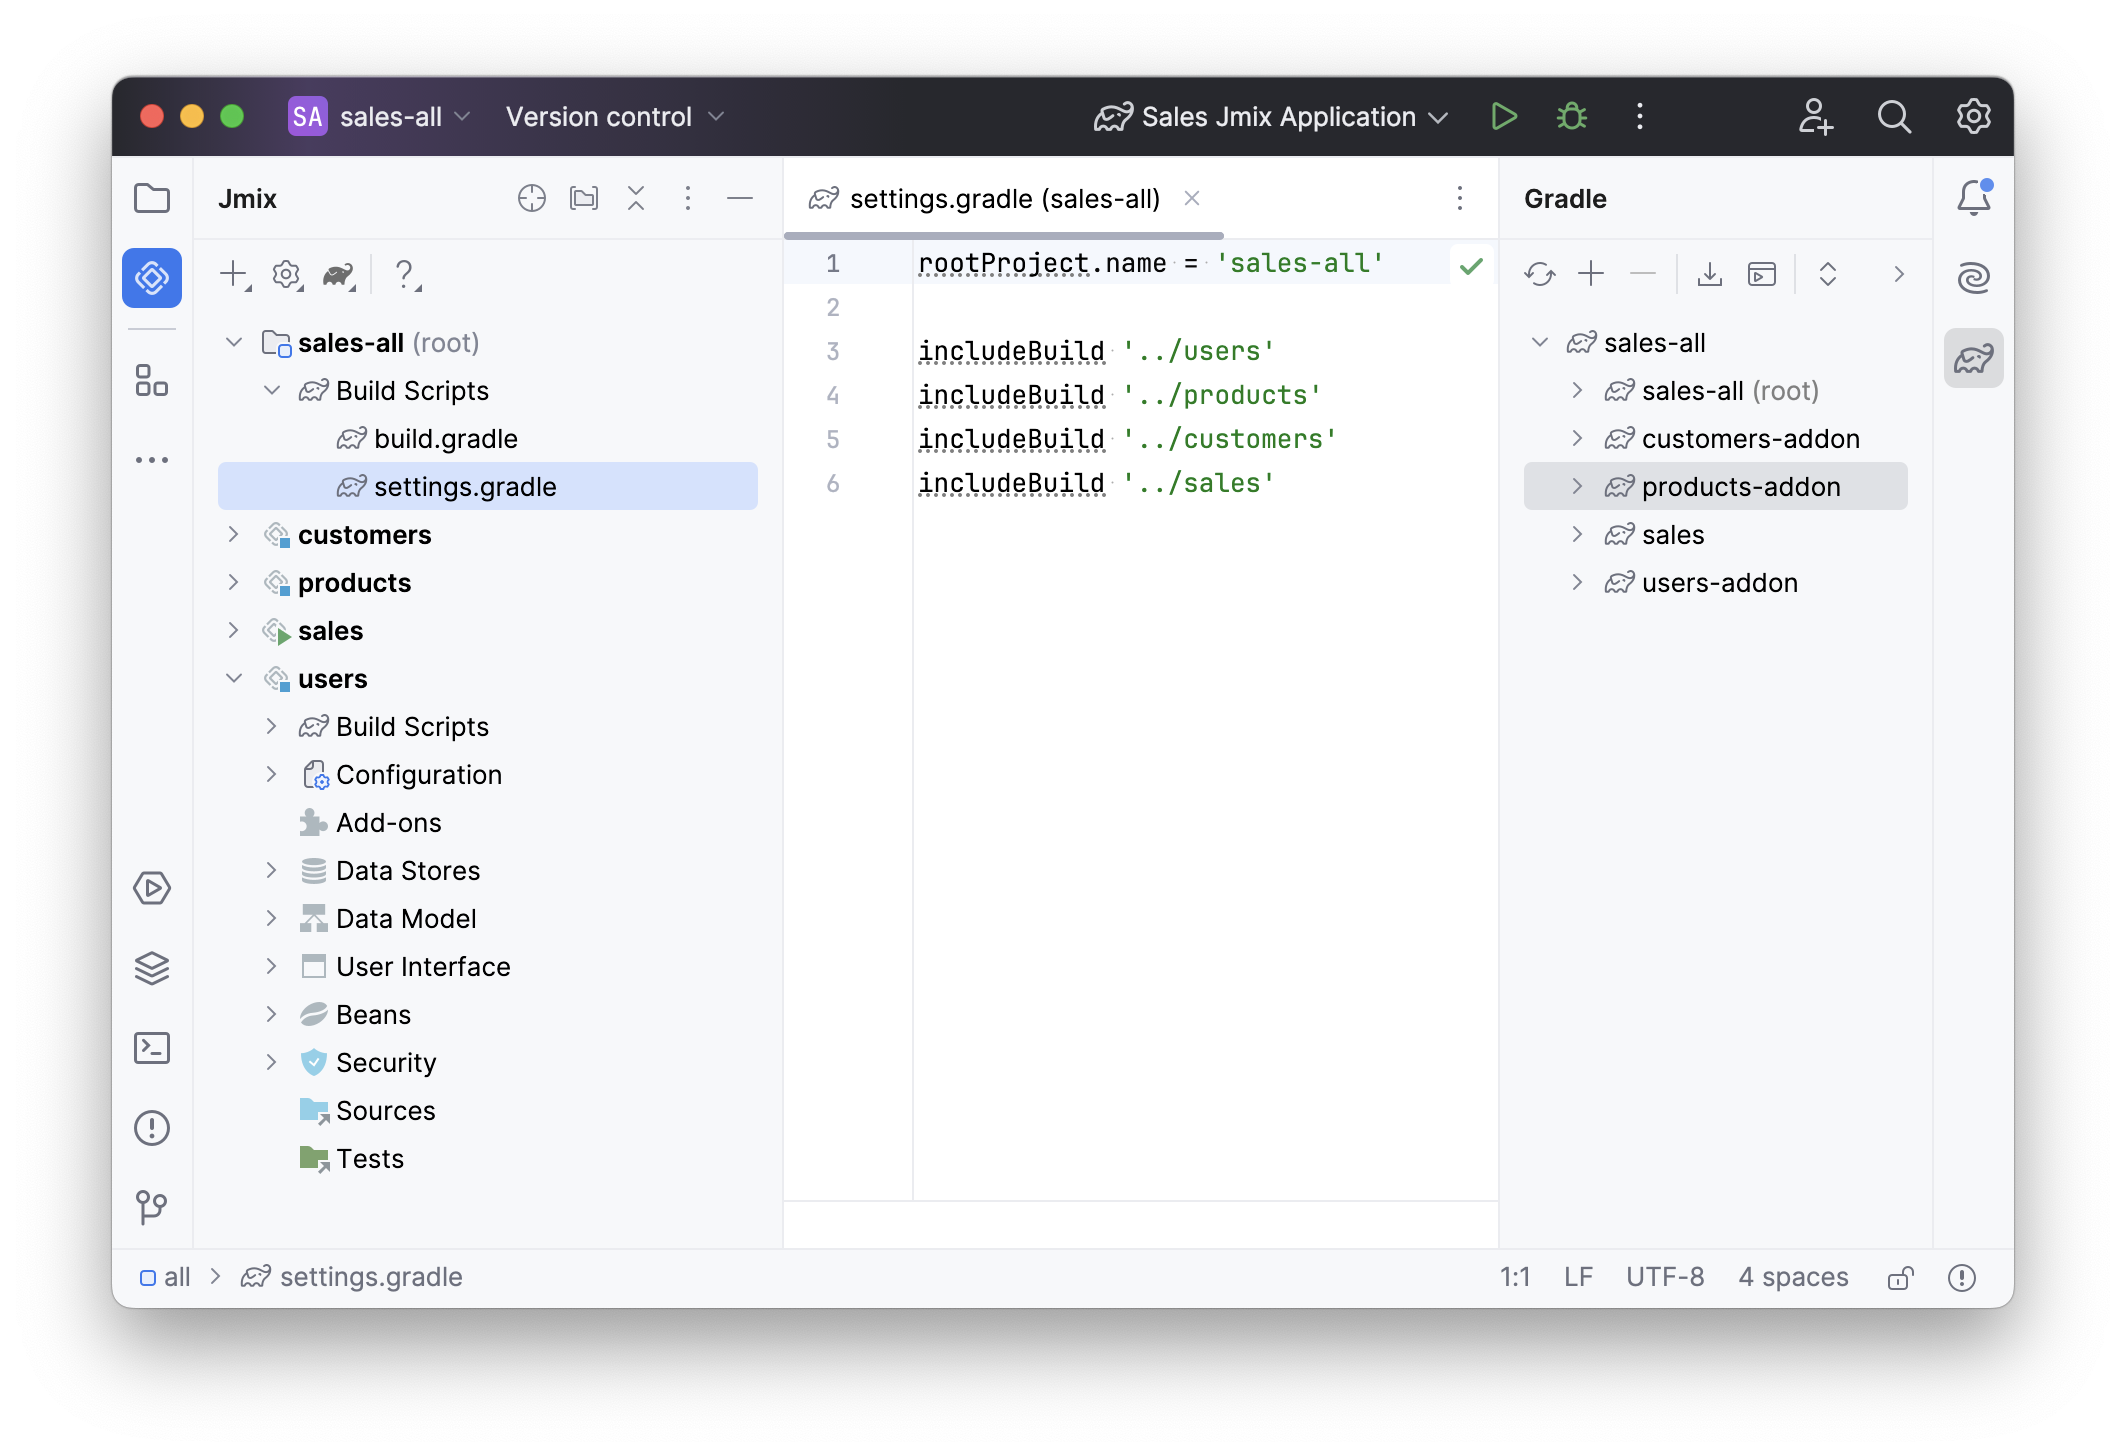 SA sales-all Version control Sales Jmix Application
Jmix
sales-all (root)
Build Scripts
build.gradle
settings.gradle
customers
products
sales
users
Build Scripts
Configuration
Add-ons
Data Stores
Data Model
User Interface
Beans
Security
Sources
Tests
settings.gradle (sales-all)
1 rootProject.name = 'sales-all'
2
3 includeBuild '../users'
4 includeBuild '../products'
5 includeBuild '../customers'
6 includeBuild '../sales'
Gradle
sales-all
sales-all (root)
customers-addon
products-addon
sales
users-addon
all settings.gradle 1:1 LF UTF-8 4 spaces